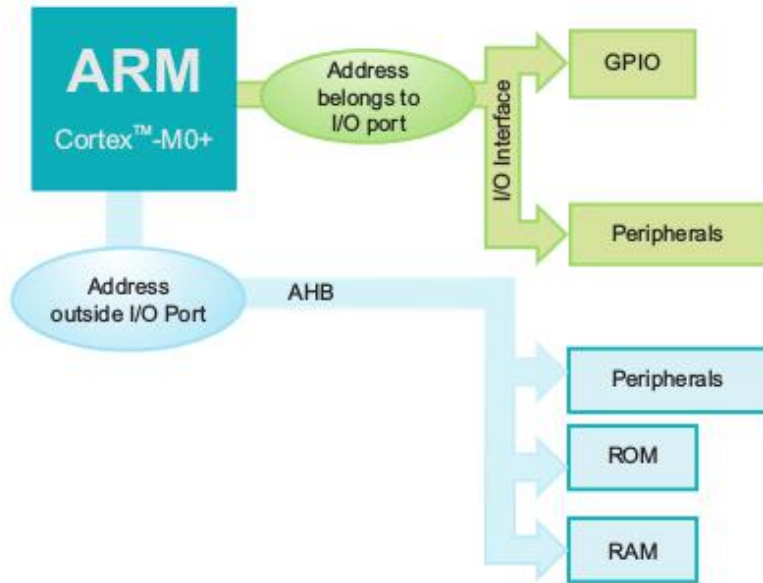 ARM
Cortex™-M0+
Address
belongs to
I/O port
I/O Interface
GPIO
Peripherals
Address
outside I/O Port
AHB
Peripherals
ROM
RAM